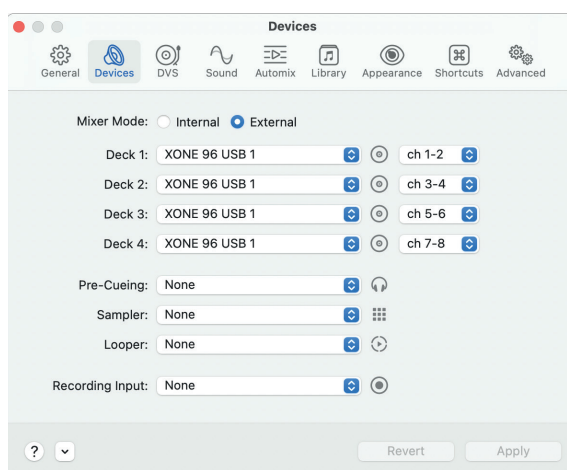 Devices
General Devices DVS Sound Automix Library Appearance Shortcuts Advanced
Mixer Mode: Internal External
Deck 1: XONE 96 USB 1 ch 1-2
Deck 2: XONE 96 USB 1 ch 3-4
Deck 3: XONE 96 USB 1 ch 5-6
Deck 4: XONE 96 USB 1 ch 7-8
Pre-Cueing: None
Sampler: None
Looper: None
Recording Input: None
? Revert Apply